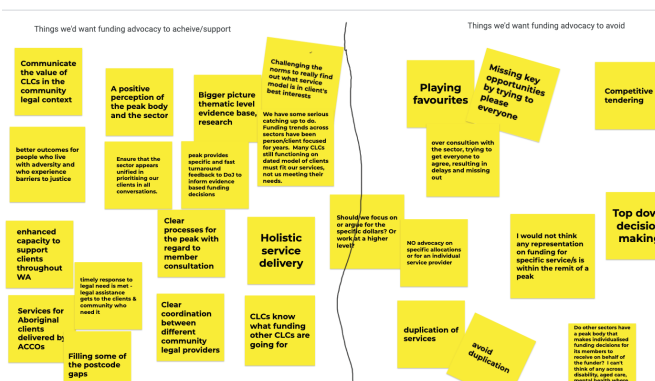 Things we'd want funding advocacy to acheive/support
Things we'd want funding advocacy to avoid
Communicate
the value of
CLCs in the
community
legal context
A positive
perception of
the peak body
and the sector
Bigger picture
thematic level
evidence base,
research
Challenging the
norms to really find
out what service
model is in client's
best interests
We have some serious
catching up to do.
Funding trends across
sectors have been
person/client focused
for years. Many CLCs
still functioning on
dated model of clients
must fit our services,
not us meeting their
needs.
better outcomes for
people who live
with adversity and
who experience
barriers to justice
Ensure that the
sector appears
unified in
prioritising our
clients in all
conversations.
peak provides
specific and fast
turnaround
feedback to DoJ to
inform evidence
based funding
decisions
enhanced
capacity to
support
clients
throughout
WA
timely response to
legal need is met -
legal assistance
gets to the clients &
community who
need it
Clear
processes for
the peak with
regard to
member
consultation
Holistic
service
delivery
Services for
Aboriginal
clients
delivered by
ACCOs
Filling some of
the postcode
gaps
Clear
coordination
between
different
community
legal providers
CLCs know
what funding
other CLCs are
going for
Should we focus on
or argue for the
specific dollars? Or
work at a higher
level?
Playing
favourites
Missing key
opportunities
by trying to
please
everyone
Competitive
tendering
over consultion with
the sector, trying to
get everyone to
agree, resulting in
delays and missing
out
NO advocacy on
specific allocations
or for an individual
service provider
I would not think
any representation
on funding for
specific service/s is
within the remit of a
peak
Top dow
decisio
making
duplication of
services
avoid
duplication
Do other sectors have
a peak body that
makes individualised
funding decisions for
its members to
receive on behalf of
the funder? I can't
think of any across
disability, aged care,
mental health where